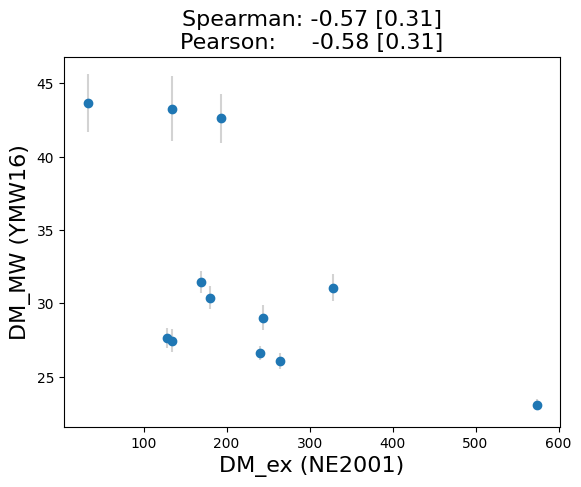 Spearman: -0.57 [0.31]
Pearson: -0.58 [0.31]
DM_MW (YMW16)
45
40
35
30
25
100 200 300 400 500 600
DM_ex (NE2001)